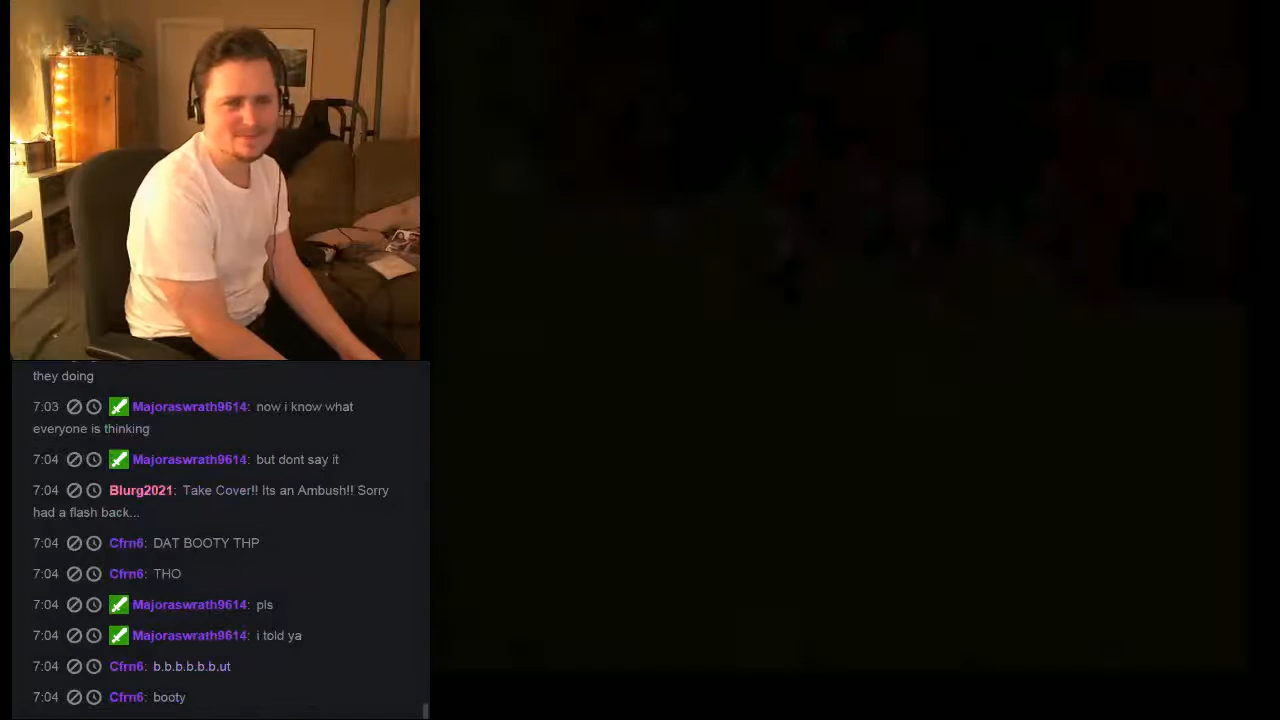 they doing
7:03 Majoraswrath9614: now i know what
everyone is thinking
7:04 Majoraswrath9614: but dont say it
7:04 Blurg2021: Take Cover!! Its an Ambush!! Sorry
had a flash back...
7:04 Cfrn6: DAT BOOTY THP
7:04 Cfrn6: THO
7:04 Majoraswrath9614: pls
7:04 Majoraswrath9614: i told ya
7:04 Cfrn6: b.b.b.b.b.b.ut
7:04 Cfrn6: booty